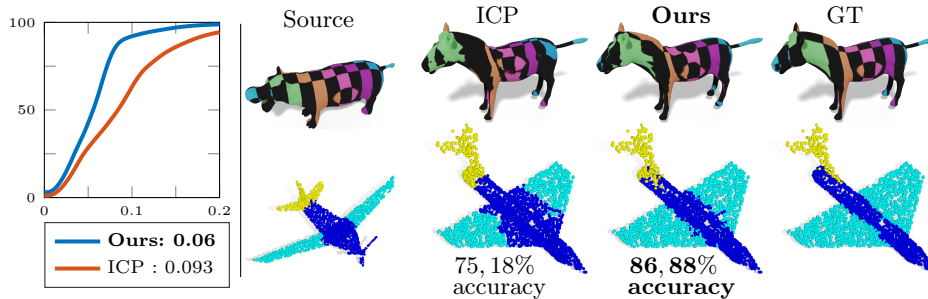 Source ICP Ours GT
100
50
0
0 0.1 0.2
Ours: 0.06
ICP : 0.093
75, 18% 86, 88%
accuracy accuracy